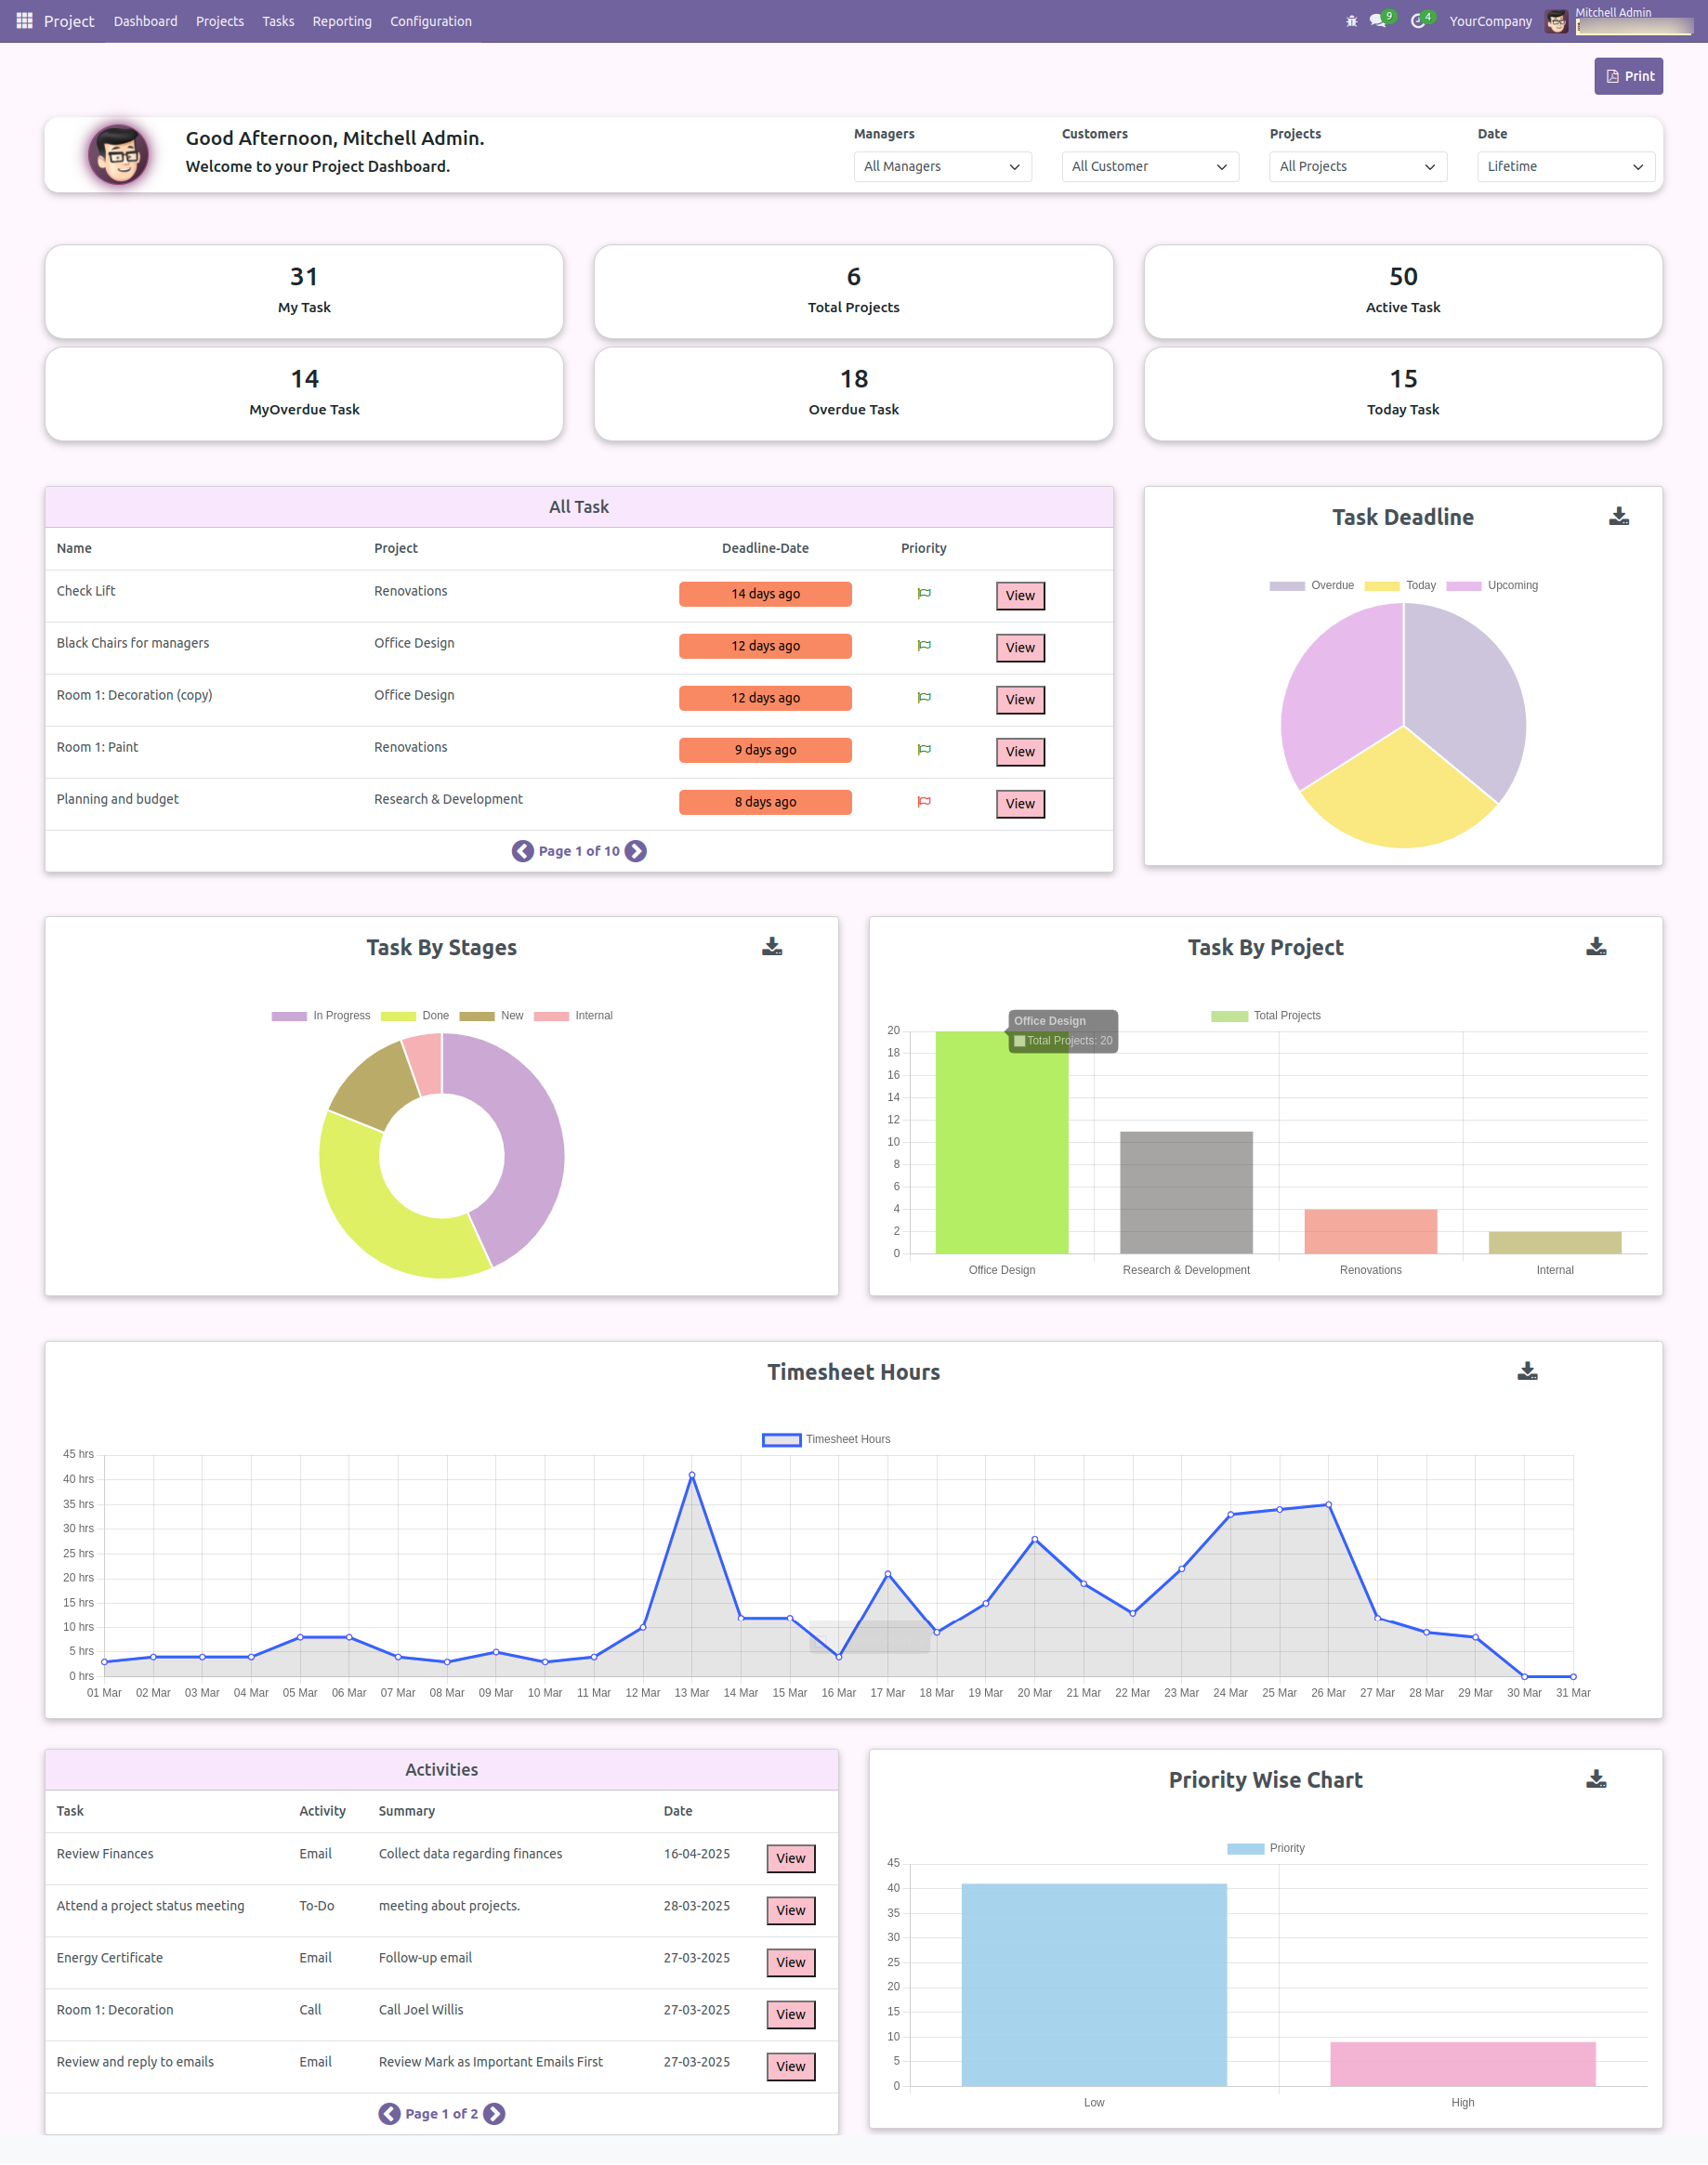 Project Dashboard Projects Tasks Reporting Configuration 9 4 YourCompany Mitchell Admin
Print
Good Afternoon, Mitchell Admin.
Welcome to your Project Dashboard.
Managers Customers Projects Date
All Managers All Customer All Projects Lifetime
31 6 50
My Task Total Projects Active Task
14 18 15
MyOverdue Task Overdue Task Today Task
All Task
Name Project Deadline-Date Priority
Check Lift Renovations 14 days ago View
Black Chairs for managers Office Design 12 days ago View
Room 1: Decoration (copy) Office Design 12 days ago View
Room 1: Paint Renovations 9 days ago View
Planning and budget Research & Development 8 days ago View
Page 1 of 10
Task Deadline
Overdue Today Upcoming
Task By Stages
In Progress Done New Internal
Task By Project
Total Projects
Office Design
Total Projects: 20
20
18
16
14
12
10
8
6
4
2
0
Office Design Research & Development Renovations Internal
Timesheet Hours
Timesheet Hours
45 hrs
40 hrs
35 hrs
30 hrs
25 hrs
20 hrs
15 hrs
10 hrs
5 hrs
0 hrs
01 Mar 02 Mar 03 Mar 04 Mar 05 Mar 06 Mar 07 Mar 08 Mar 09 Mar 10 Mar 11 Mar 12 Mar 13 Mar 14 Mar 15 Mar 16 Mar 17 Mar 18 Mar 19 Mar 20 Mar 21 Mar 22 Mar 23 Mar 24 Mar 25 Mar 26 Mar 27 Mar 28 Mar 29 Mar 30 Mar 31 Mar
Activities
Task Activity Summary Date
Review Finances Email Collect data regarding finances 16-04-2025 View
Attend a project status meeting To-Do meeting about projects. 28-03-2025 View
Energy Certificate Email Follow-up email 27-03-2025 View
Room 1: Decoration Call Call Joel Willis 27-03-2025 View
Review and reply to emails Email Review Mark as Important Emails First 27-03-2025 View
Page 1 of 2
Priority Wise Chart
Priority
45
40
35
30
25
20
15
10
5
0
Low High